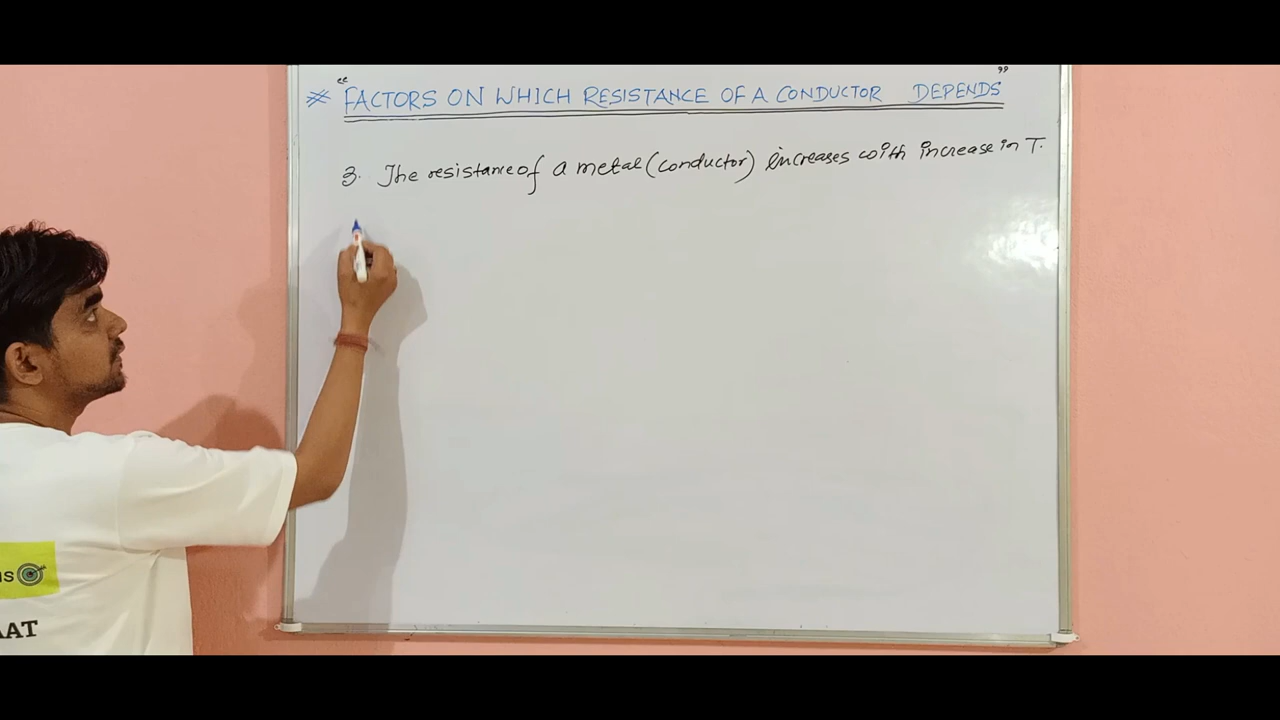 ※ "FACTORS ON WHICH RESISTANCE OF A CONDUCTOR DEPENDS"
3. The resistance of a metal (conductor) increases with increase in T.